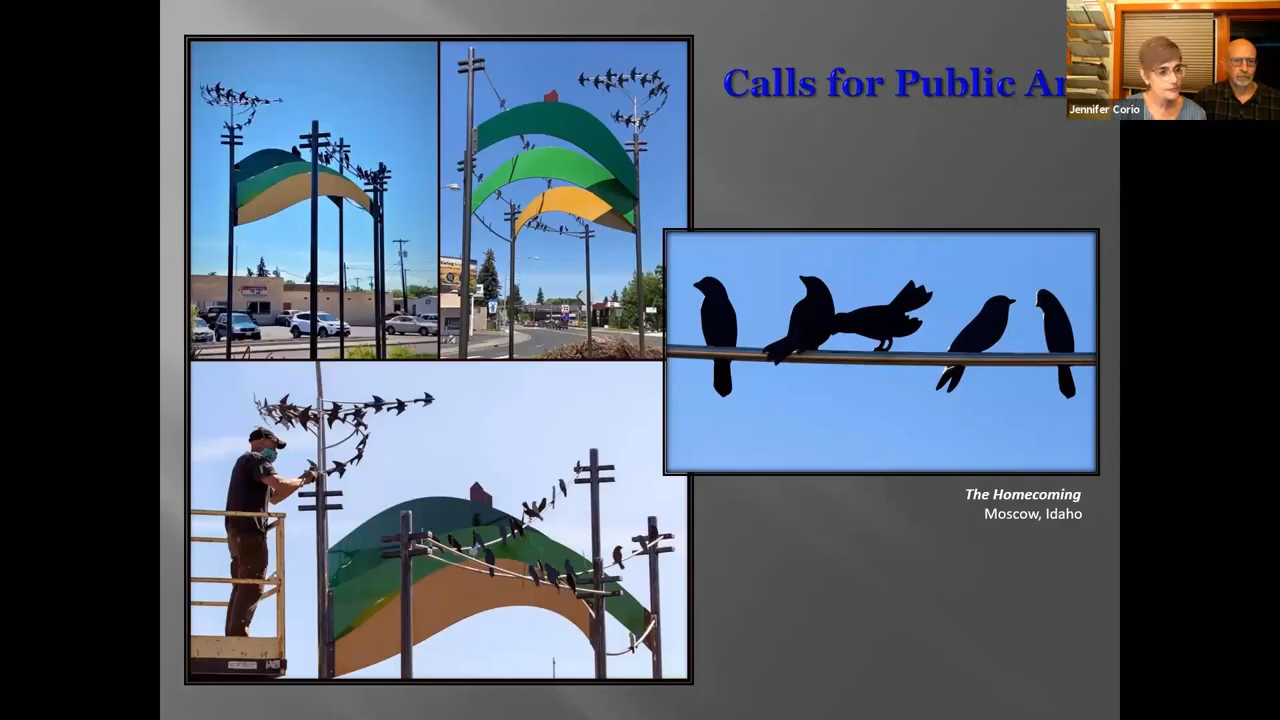 Calls for Public Ar
Jennifer Corio
The Homecoming
Moscow, Idaho